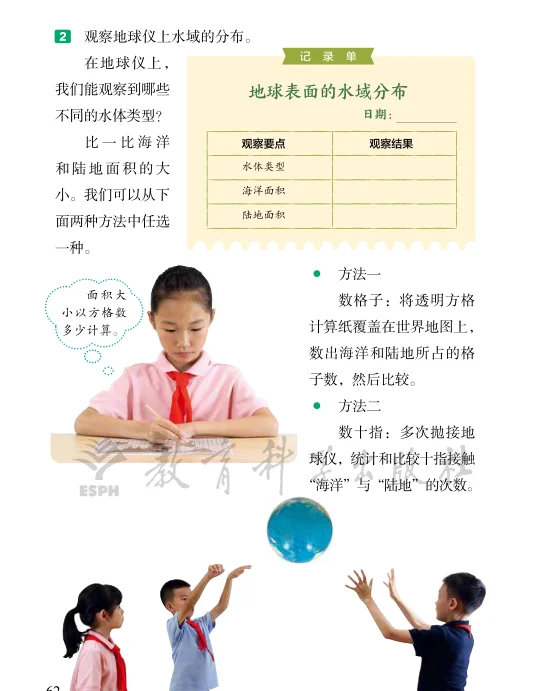 2 观察地球仪上水域的分布。
在地球仪上，
我们能观察到哪些
不同的水体类型？
比一比海洋
和陆地面积的大
小。我们可以从下
面两种方法中任选
一种。
记录单
地球表面的水域分布
日期：
观察要点 观察结果
水体类型
海洋面积
陆地面积
面积大
小以方格数
多少计算。
● 方法一
数格子：将透明方格
计算纸覆盖在世界地图上，
数出海洋和陆地所占的格
子数，然后比较。
● 方法二
数十指：多次抛接地
球仪，统计和比较十指接触
“海洋”与“陆地”的次数。
教育科学出版社
ESPH
62